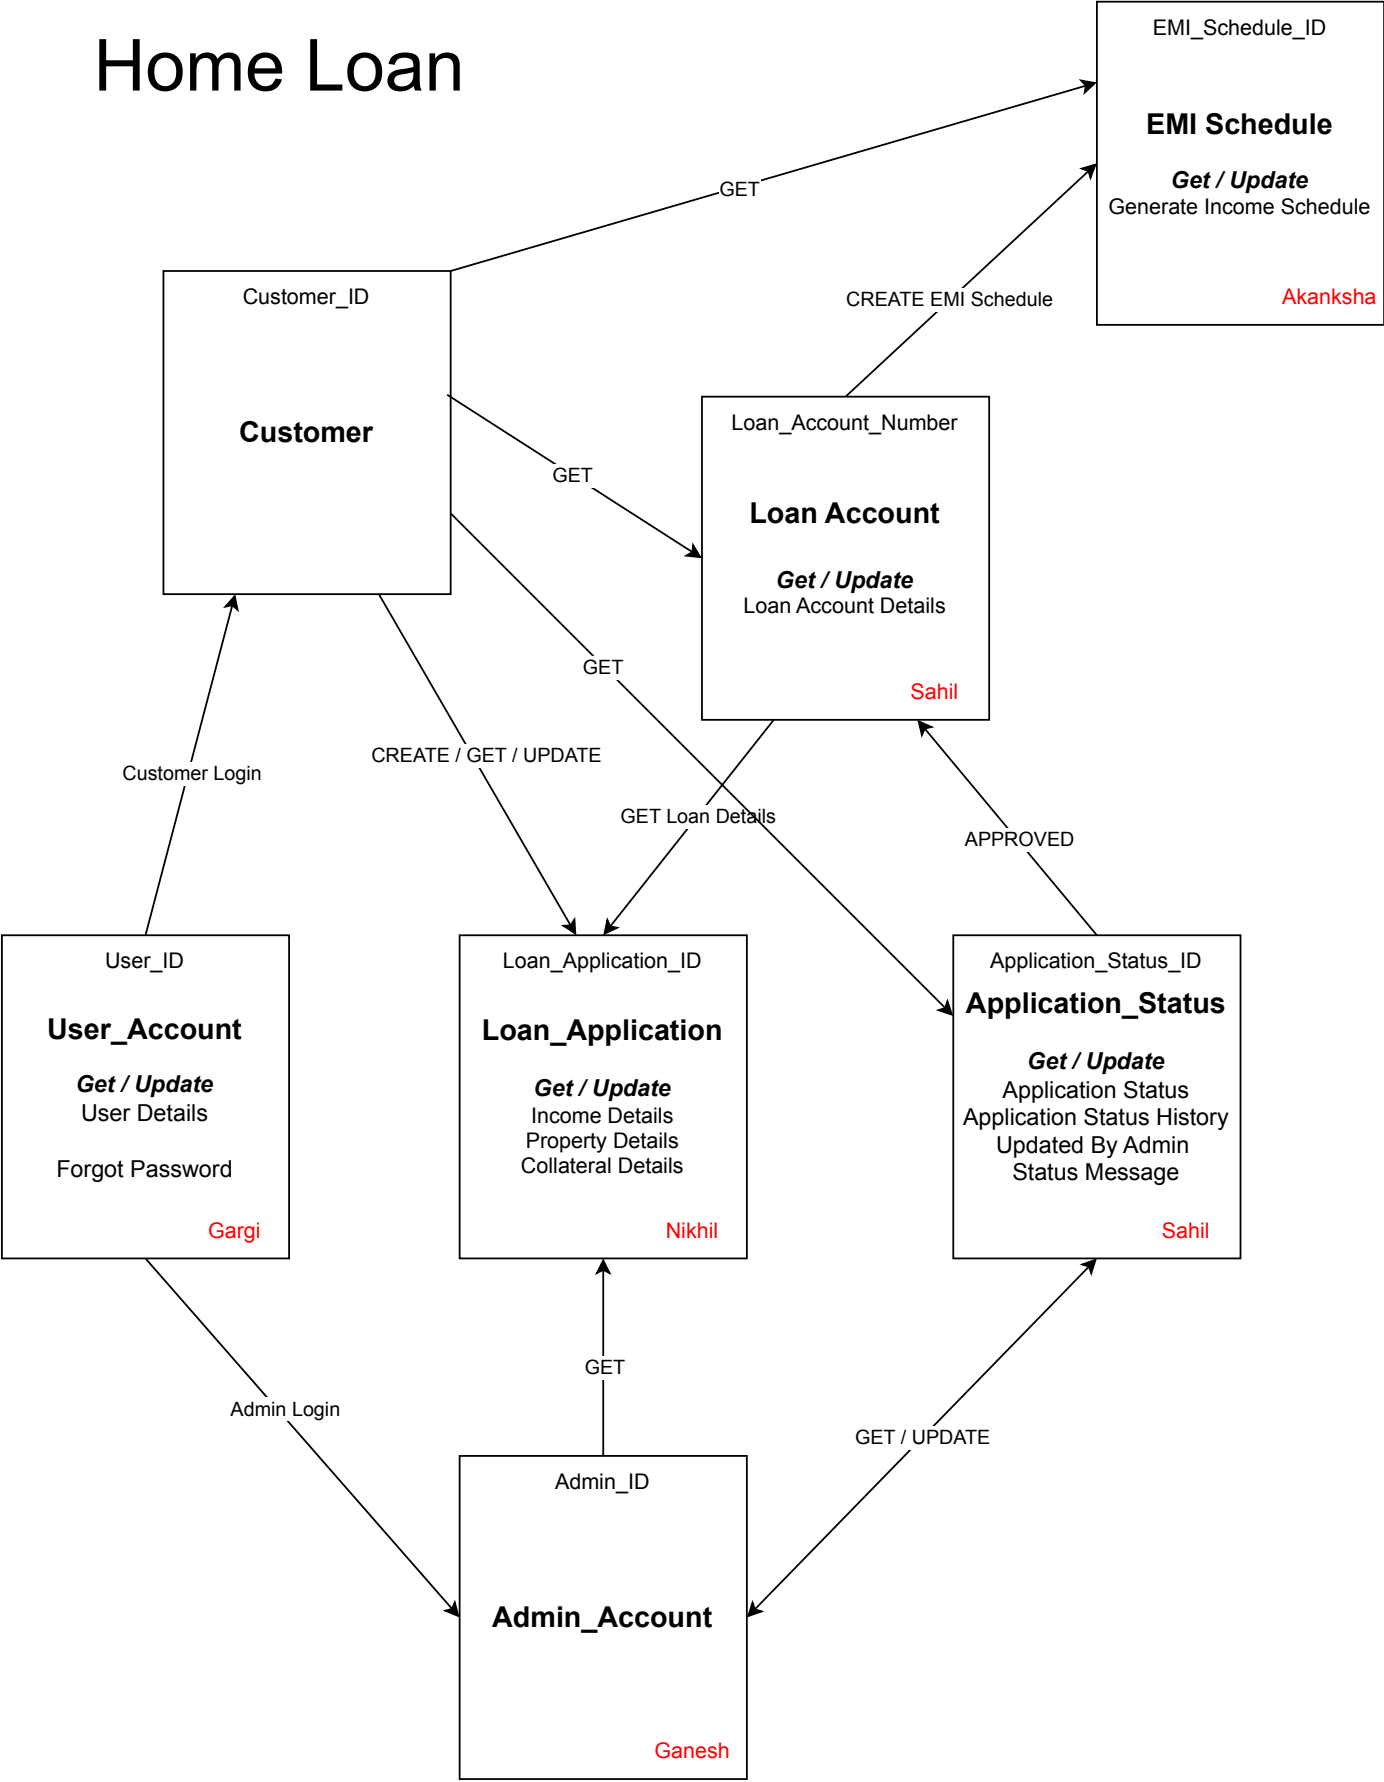 Home Loan
EMI_Schedule_ID
EMI Schedule
Get / Update
Generate Income Schedule
Akanksha
GET
CREATE EMI Schedule
Customer_ID
Customer
GET
Loan_Account_Number
Loan Account
Get / Update
Loan Account Details
Sahil
GET
Customer Login
CREATE / GET / UPDATE
GET Loan Details
APPROVED
User_ID
User_Account
Get / Update
User Details
Forgot Password
Gargi
Loan_Application_ID
Loan_Application
Get / Update
Income Details
Property Details
Collateral Details
Nikhil
Application_Status_ID
Application_Status
Get / Update
Application Status
Application Status History
Updated By Admin
Status Message
Sahil
GET
Admin Login
GET / UPDATE
Admin_ID
Admin_Account
Ganesh